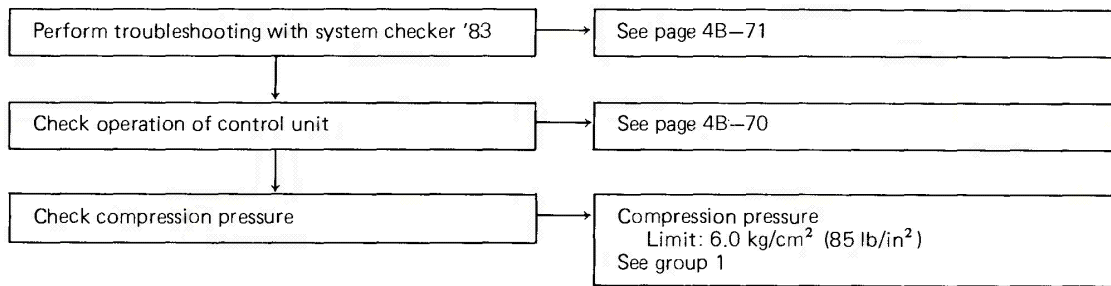 Perform troubleshooting with system checker '83
See page 4B—71
Check operation of control unit
See page 4B—70
Check compression pressure
Compression pressure
Limit: 6.0 kg/cm² (85 lb/in²)
See group 1